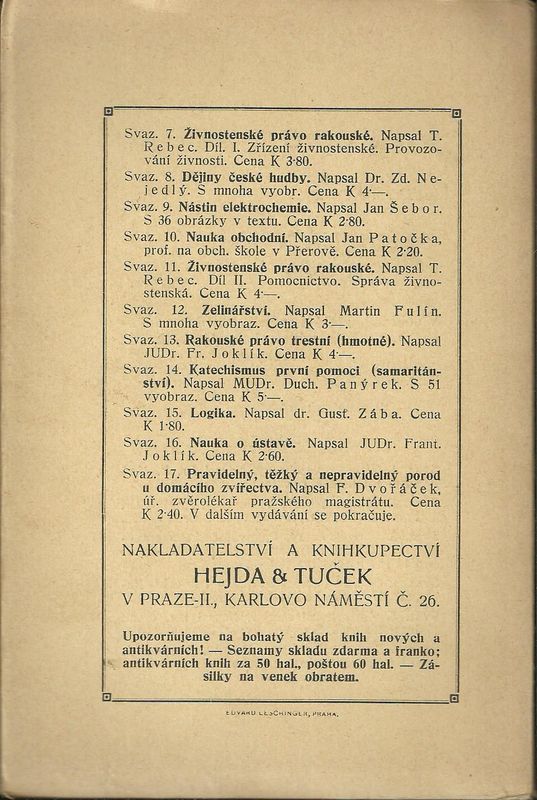 Svaz. 7. Živnostenské právo rakouské. Napsal T.
Rebec. Díl. I. Zřízení živnostenské. Provozo-
vání živnosti. Cena K 3·80.
Svaz. 8. Dějiny české hudby. Napsal Dr. Zd. Ne-
jedlý. S mnoha vyobr. Cena K 4·—.
Svaz. 9. Nástin elektrochemie. Napsal Jan Šebor.
S 36 obrázky v textu. Cena K 2·80.
Svaz. 10. Nauka obchodní. Napsal Jan Patočka,
prof. na obch. škole v Přerově. Cena K 2·20.
Svaz. 11. Živnostenské právo rakouské. Napsal T.
Rebec. Díl II. Pomocnictvo. Správa živno-
stenská. Cena K 4·—.
Svaz. 12. Zelinářství. Napsal Martin Fulín.
S mnoha vyobraz. Cena K 3·—.
Svaz. 13. Rakouské právo trestní (hmotné). Napsal
JUDr. Fr. Joklík. Cena K 4·—.
Svaz. 14. Katechismus první pomoci (samaritán-
ství). Napsal MUDr. Duch. Panýrek. S 51
vyobraz. Cena K 5·—.
Svaz. 15. Logika. Napsal dr. Gust. Zába. Cena
K 1·80.
Svaz. 16. Nauka o ústavě. Napsal JUDr. Frant.
Joklík. Cena K 2·60.
Svaz. 17. Pravidelný, těžký a nepravidelný porod
u domácího zvířectva. Napsal F. Dvořáček,
úř. zvěrolékař pražského magistrátu. Cena
K 2·40. V dalším vydávání se pokračuje.
NAKLADATELSTVÍ A KNIHKUPECTVÍ
HEJDA & TUČEK
V PRAZE-II., KARLOVO NÁMĚSTÍ Č. 26.
Upozorňujeme na bohatý sklad knih nových a
antikvárních! — Seznamy skladu zdarma a franko;
antikvárních knih za 50 hal., poštou 60 hal. — Zá-
silky na venek obratem.
EDVARD LESCHINGER, PRAHA.